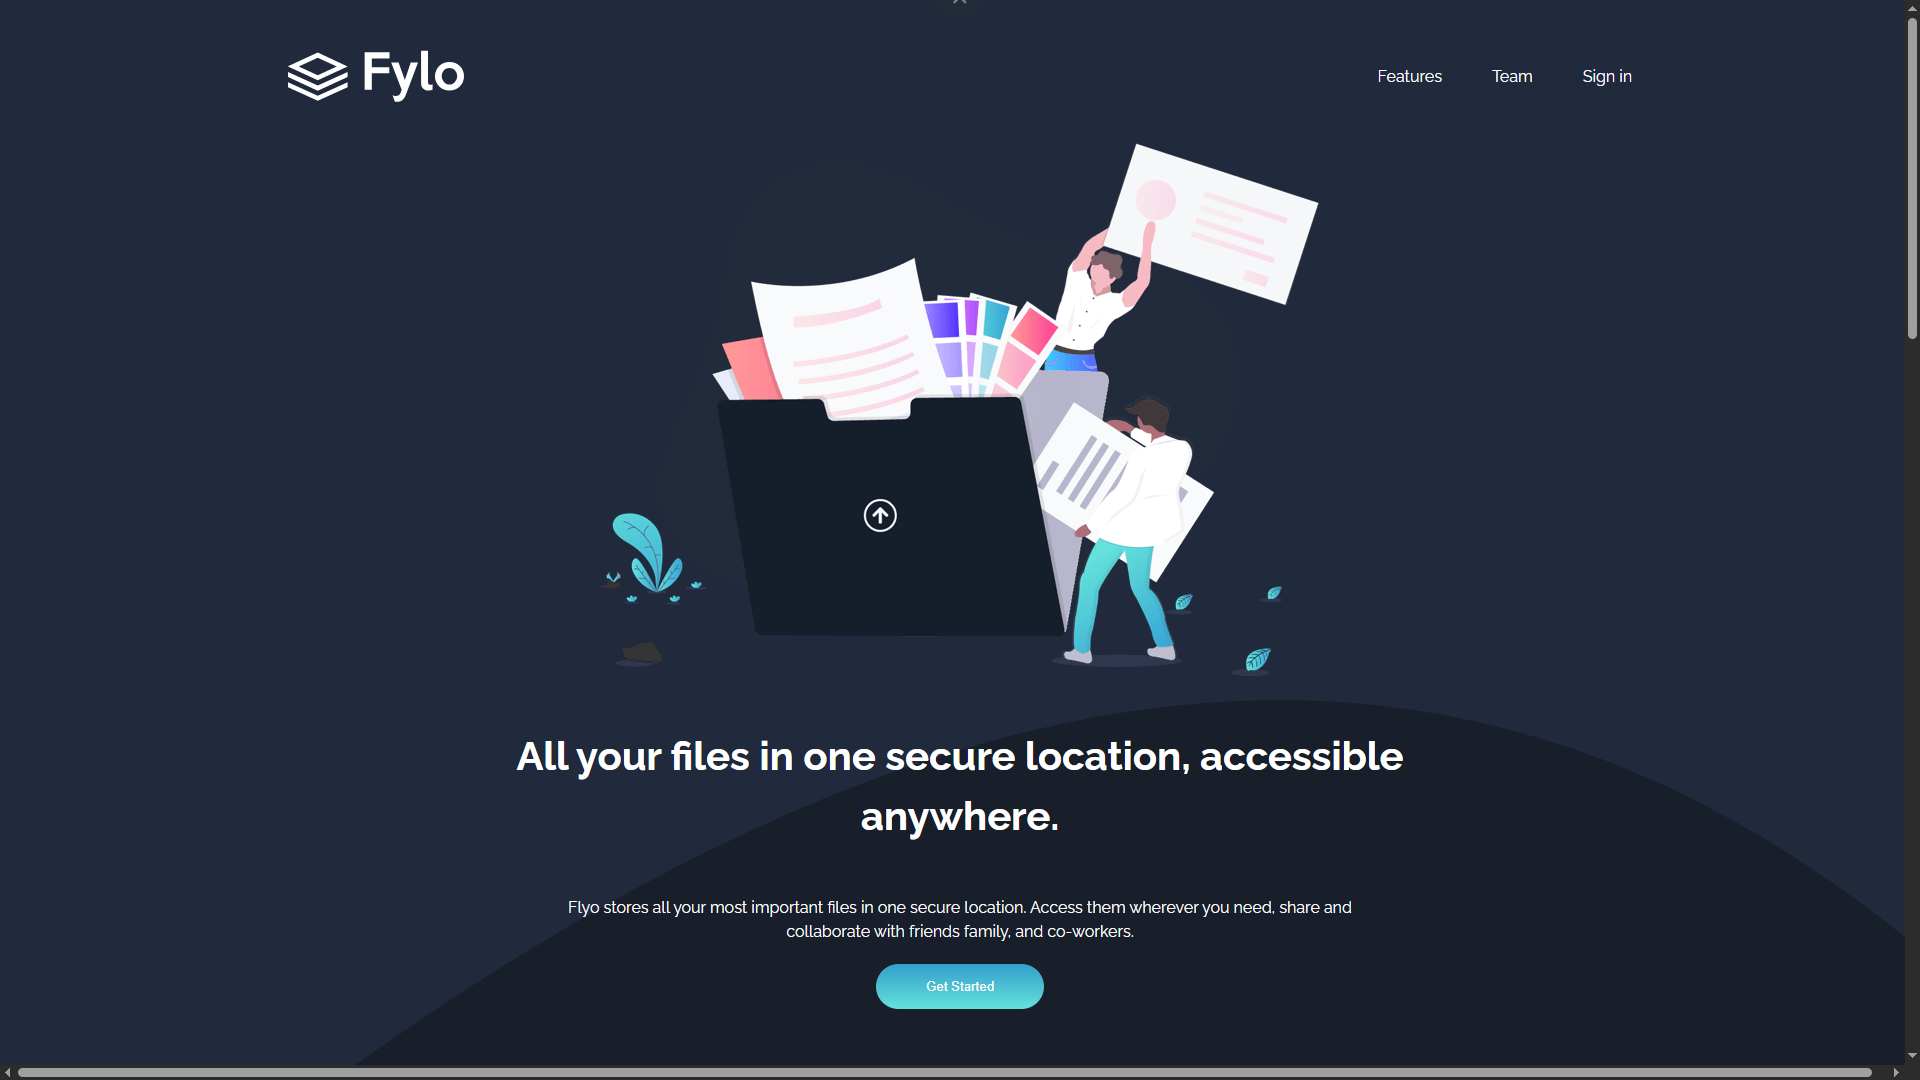 Fylo
Features Team Sign in
All your files in one secure location, accessible
anywhere.
Flyo stores all your most important files in one secure location. Access them wherever you need, share and
collaborate with friends family, and co-workers.
Get Started